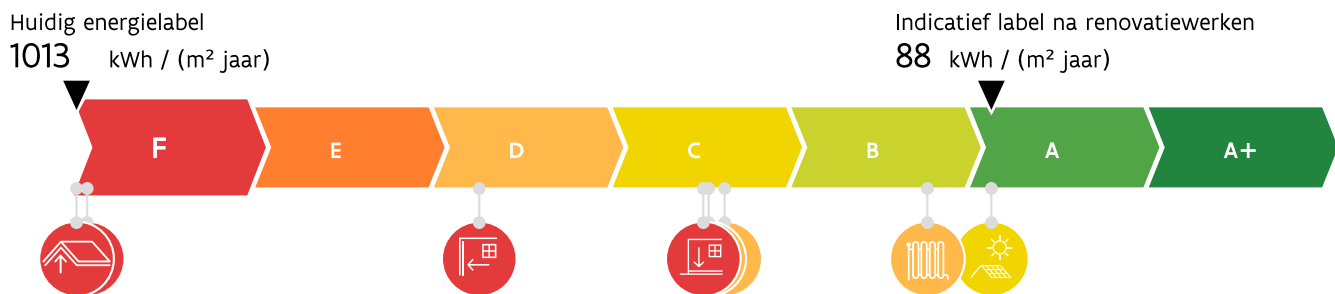 Huidig energielabel
1013 kWh / (m² jaar)
Indicatief label na renovatiewerken
88 kWh / (m² jaar)
F E D C B A A+